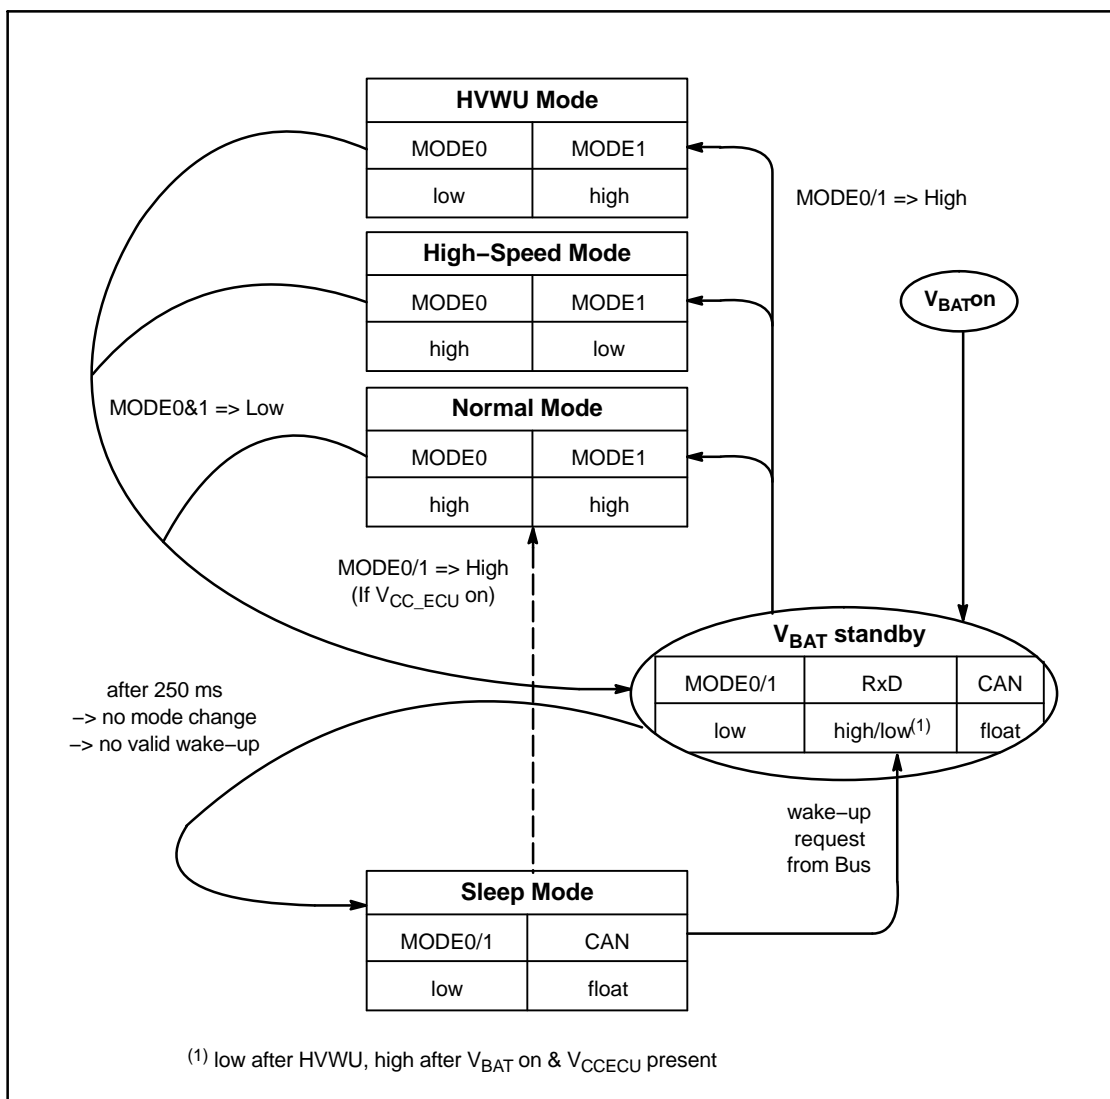 HVWU Mode
MODE0 MODE1
low high
MODE0/1 => High
High–Speed Mode
MODE0 MODE1
high low
VBATon
MODE0&1 => Low
Normal Mode
MODE0 MODE1
high high
MODE0/1 => High
(If VCC_ECU on)
VBAT standby
MODE0/1 RxD CAN
low high/low(1) float
after 250 ms
–> no mode change
–> no valid wake–up
wake–up
request
from Bus
Sleep Mode
MODE0/1 CAN
low float
(1) low after HVWU, high after VBAT on & VCCECU present